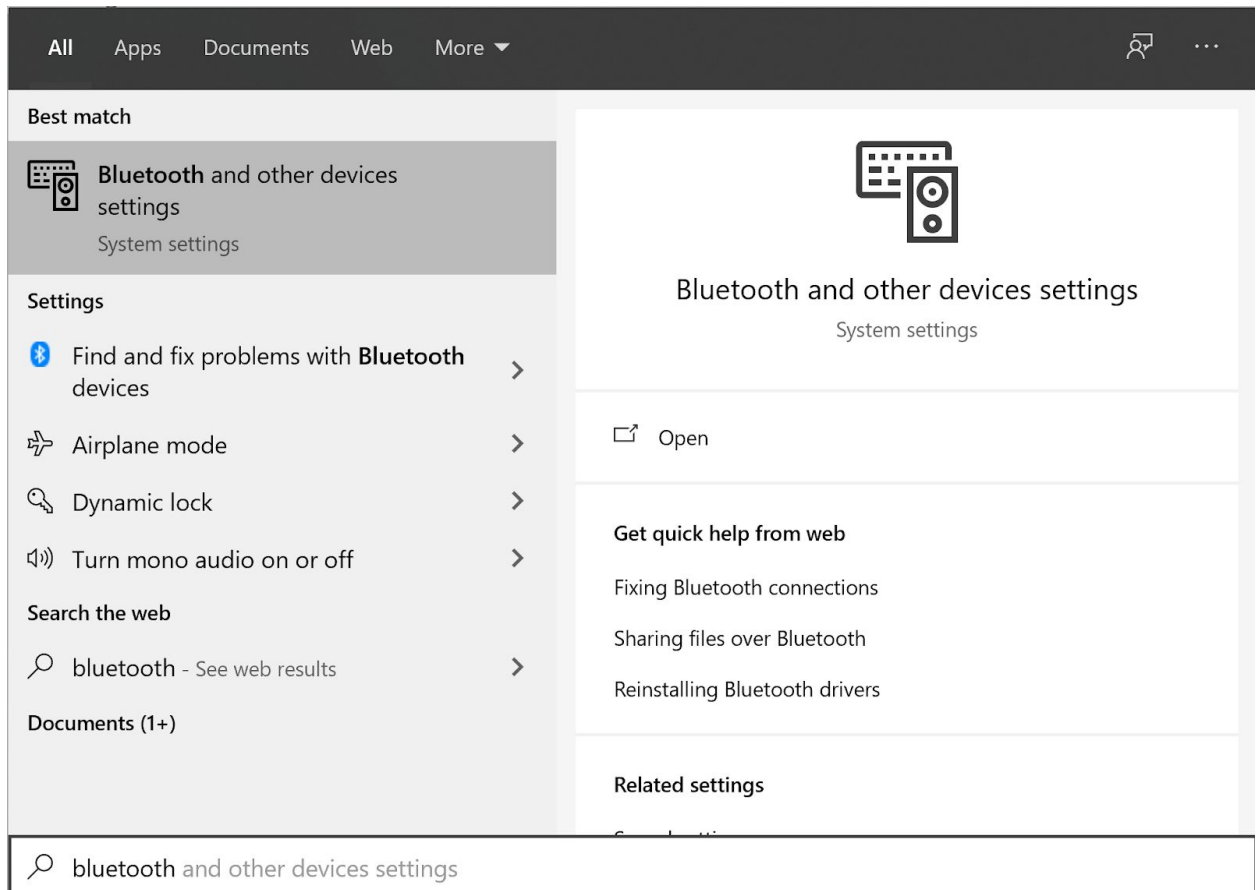 All Apps Documents Web More
Best match
Bluetooth and other devices
settings
System settings
Settings
Find and fix problems with Bluetooth
devices
Airplane mode
Dynamic lock
Turn mono audio on or off
Search the web
bluetooth - See web results
Documents (1+)
Bluetooth and other devices settings
System settings
Open
Get quick help from web
Fixing Bluetooth connections
Sharing files over Bluetooth
Reinstalling Bluetooth drivers
Related settings
bluetooth and other devices settings